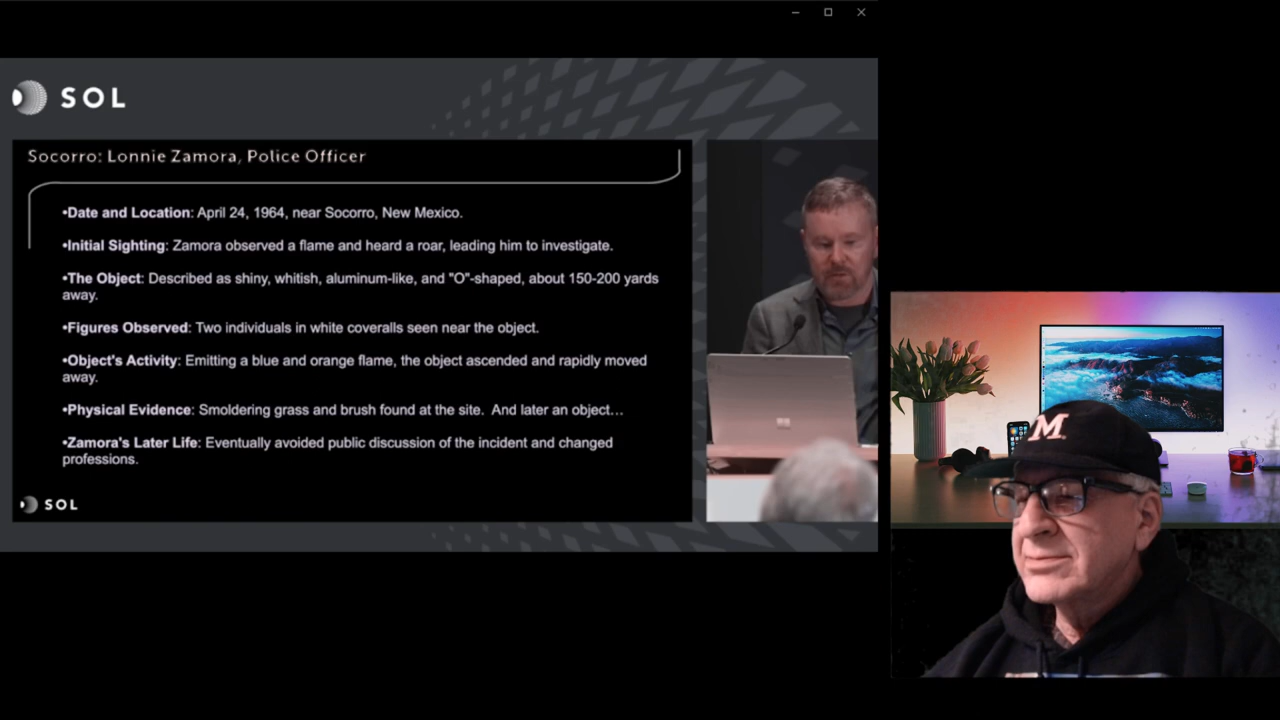 SOL
Socorro: Lonnie Zamora, Police Officer
•Date and Location: April 24, 1964, near Socorro, New Mexico.
•Initial Sighting: Zamora observed a flame and heard a roar, leading him to investigate.
•The Object: Described as shiny, whitish, aluminum-like, and "O"-shaped, about 150-200 yards
away.
•Figures Observed: Two individuals in white coveralls seen near the object.
•Object's Activity: Emitting a blue and orange flame, the object ascended and rapidly moved
away.
•Physical Evidence: Smoldering grass and brush found at the site.  And later an object…
•Zamora's Later Life: Eventually avoided public discussion of the incident and changed
professions.
SOL
M